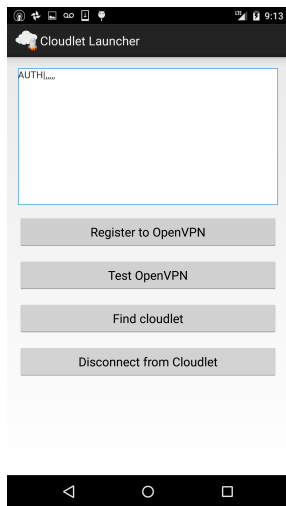 9:13
Cloudlet Launcher
AUTH|,,,,,
Register to OpenVPN
Test OpenVPN
Find cloudlet
Disconnect from Cloudlet